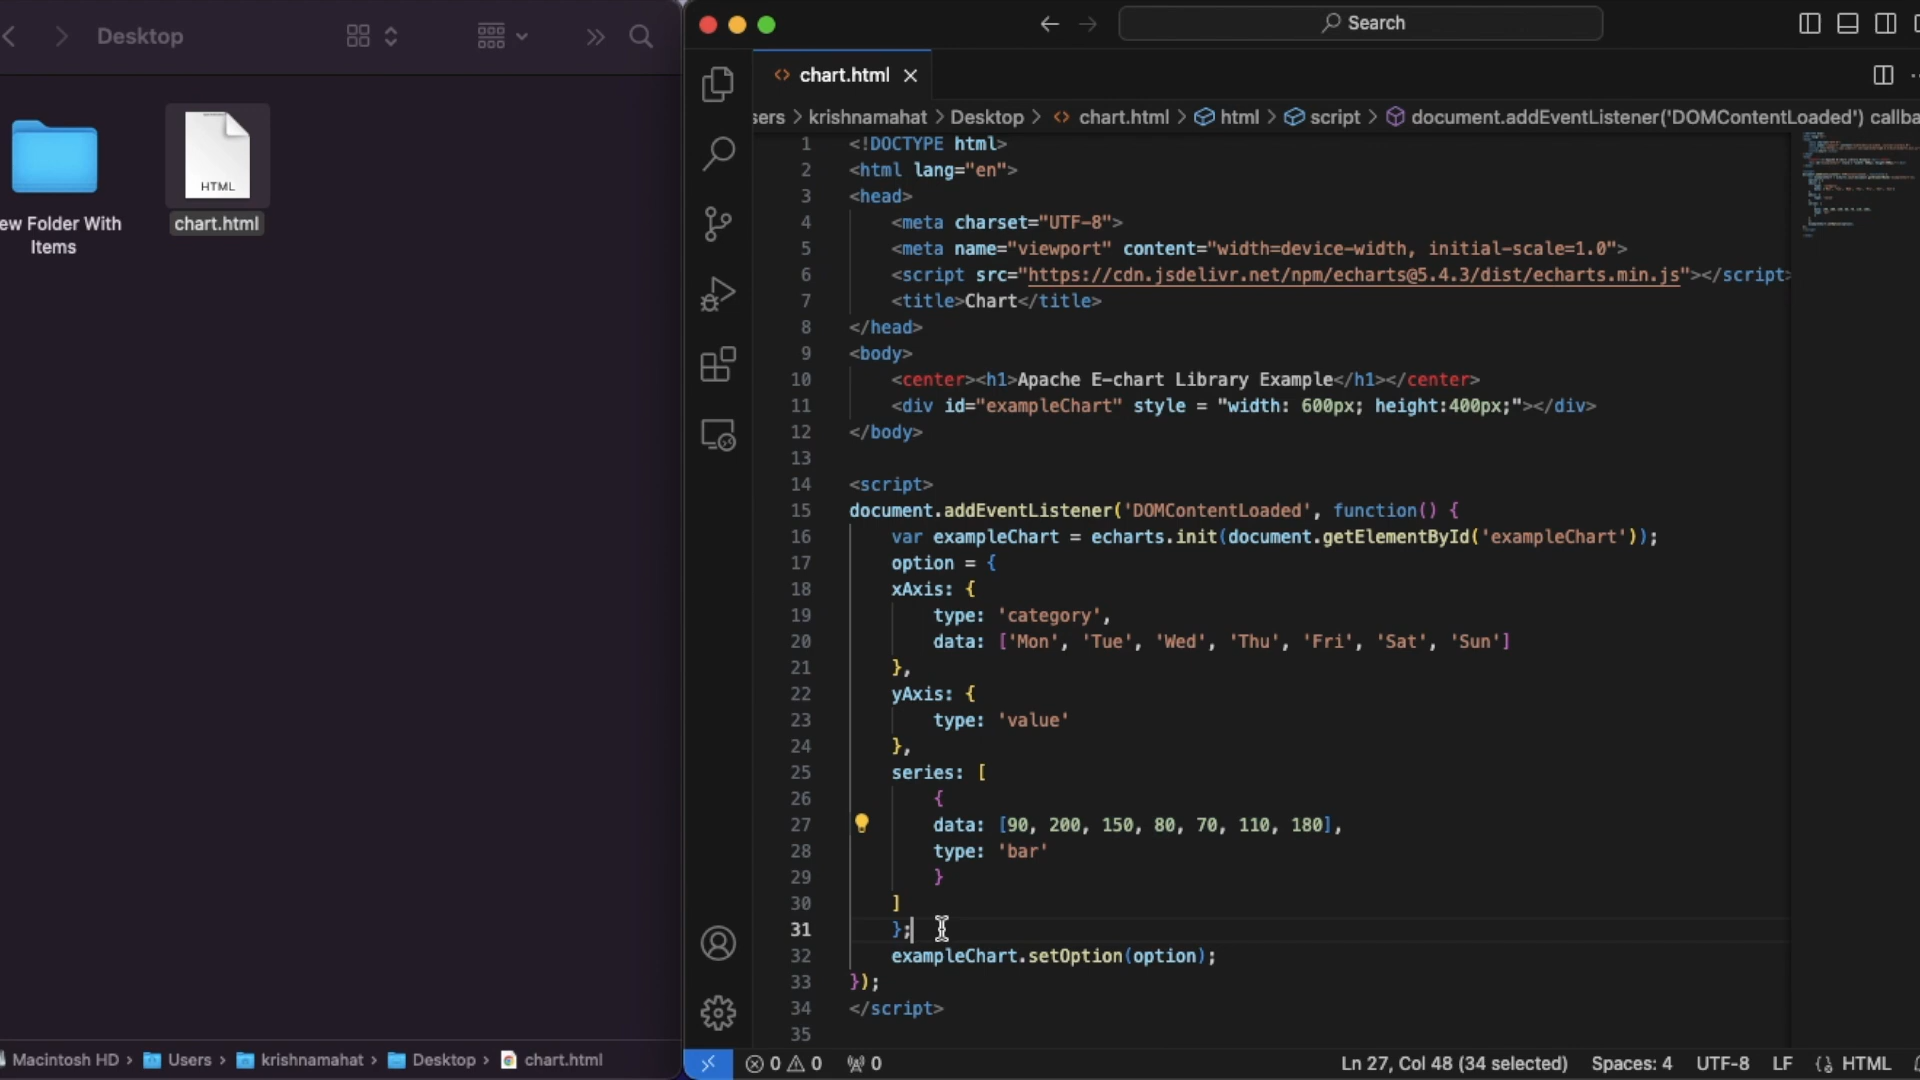 Desktop
ew Folder With
Items
HTML
chart.html
Macintosh HD > Users > krishnamahat > Desktop > chart.html
Search
chart.html
sers > krishnamahat > Desktop > chart.html > html > script > document.addEventListener('DOMContentLoaded') callba
1 <!DOCTYPE html>
2 <html lang="en">
3 <head>
4 <meta charset="UTF-8">
5 <meta name="viewport" content="width=device-width, initial-scale=1.0">
6 <script src="https://cdn.jsdelivr.net/npm/echarts@5.4.3/dist/echarts.min.js"></script>
7 <title>Chart</title>
8 </head>
9 <body>
10 <center><h1>Apache E-chart Library Example</h1></center>
11 <div id="exampleChart" style = "width: 600px; height:400px;"></div>
12 </body>
13
14 <script>
15 document.addEventListener('DOMContentLoaded', function() {
16 var exampleChart = echarts.init(document.getElementById('exampleChart'));
17 option = {
18 xAxis: {
19 type: 'category',
20 data: ['Mon', 'Tue', 'Wed', 'Thu', 'Fri', 'Sat', 'Sun']
21 },
22 yAxis: {
23 type: 'value'
24 },
25 series: [
26 {
27 data: [90, 200, 150, 80, 70, 110, 180],
28 type: 'bar'
29 }
30 ]
31 };
32 exampleChart.setOption(option);
33 });
34 </script>
35
0 0 0 Ln 27, Col 48 (34 selected) Spaces: 4 UTF-8 LF {} HTML